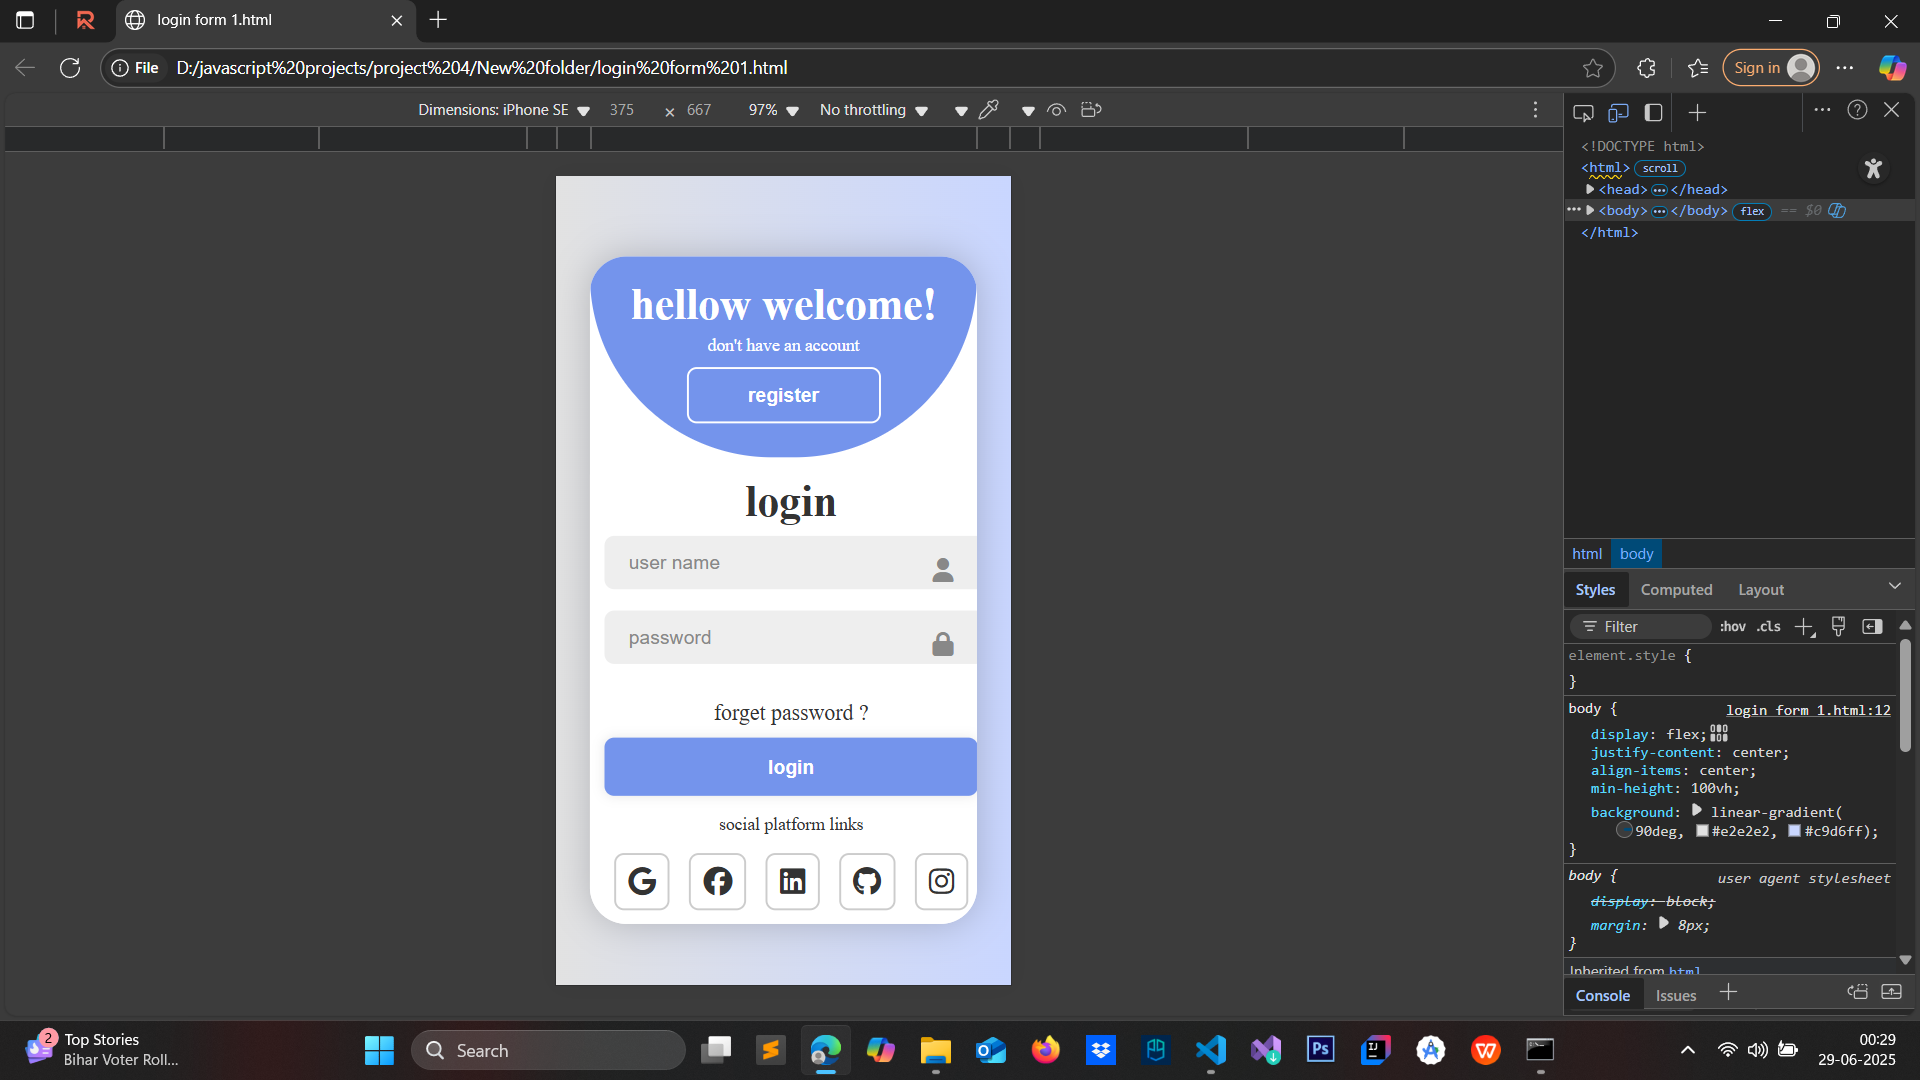 login form 1.html
File
D:/javascript%20projects/project%204/New%20folder/login%20form%201.html
Sign in
Dimensions: iPhone SE
375
×
667
97%
No throttling
<!DOCTYPE html>
<html>
scroll
<head> ••• </head>
••• <body> ••• </body> flex == $0
</html>
hellow welcome!
don't have an account
register
login
user name
password
forget password ?
login
social platform links
html
body
Styles
Computed
Layout
Filter
:hov
.cls
element.style {
}
body {
login form 1.html:12
display: flex;
justify-content: center;
align-items: center;
min-height: 100vh;
background: linear-gradient(
90deg, #e2e2e2, #c9d6ff);
}
body {
user agent stylesheet
display: block;
margin: 8px;
}
Inherited from html
Console
Issues
2
Top Stories
Bihar Voter Roll...
Search
Ps
IJ
00:29
29-06-2025